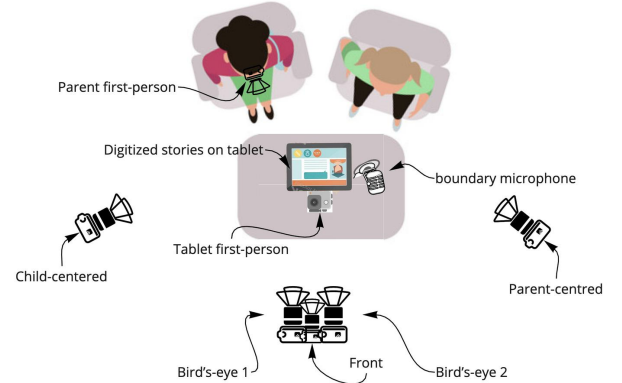 Parent first-person
Digitized stories on tablet
boundary microphone
Tablet first-person
Child-centered
Parent-centred
Front
Bird's-eye 1
Bird's-eye 2